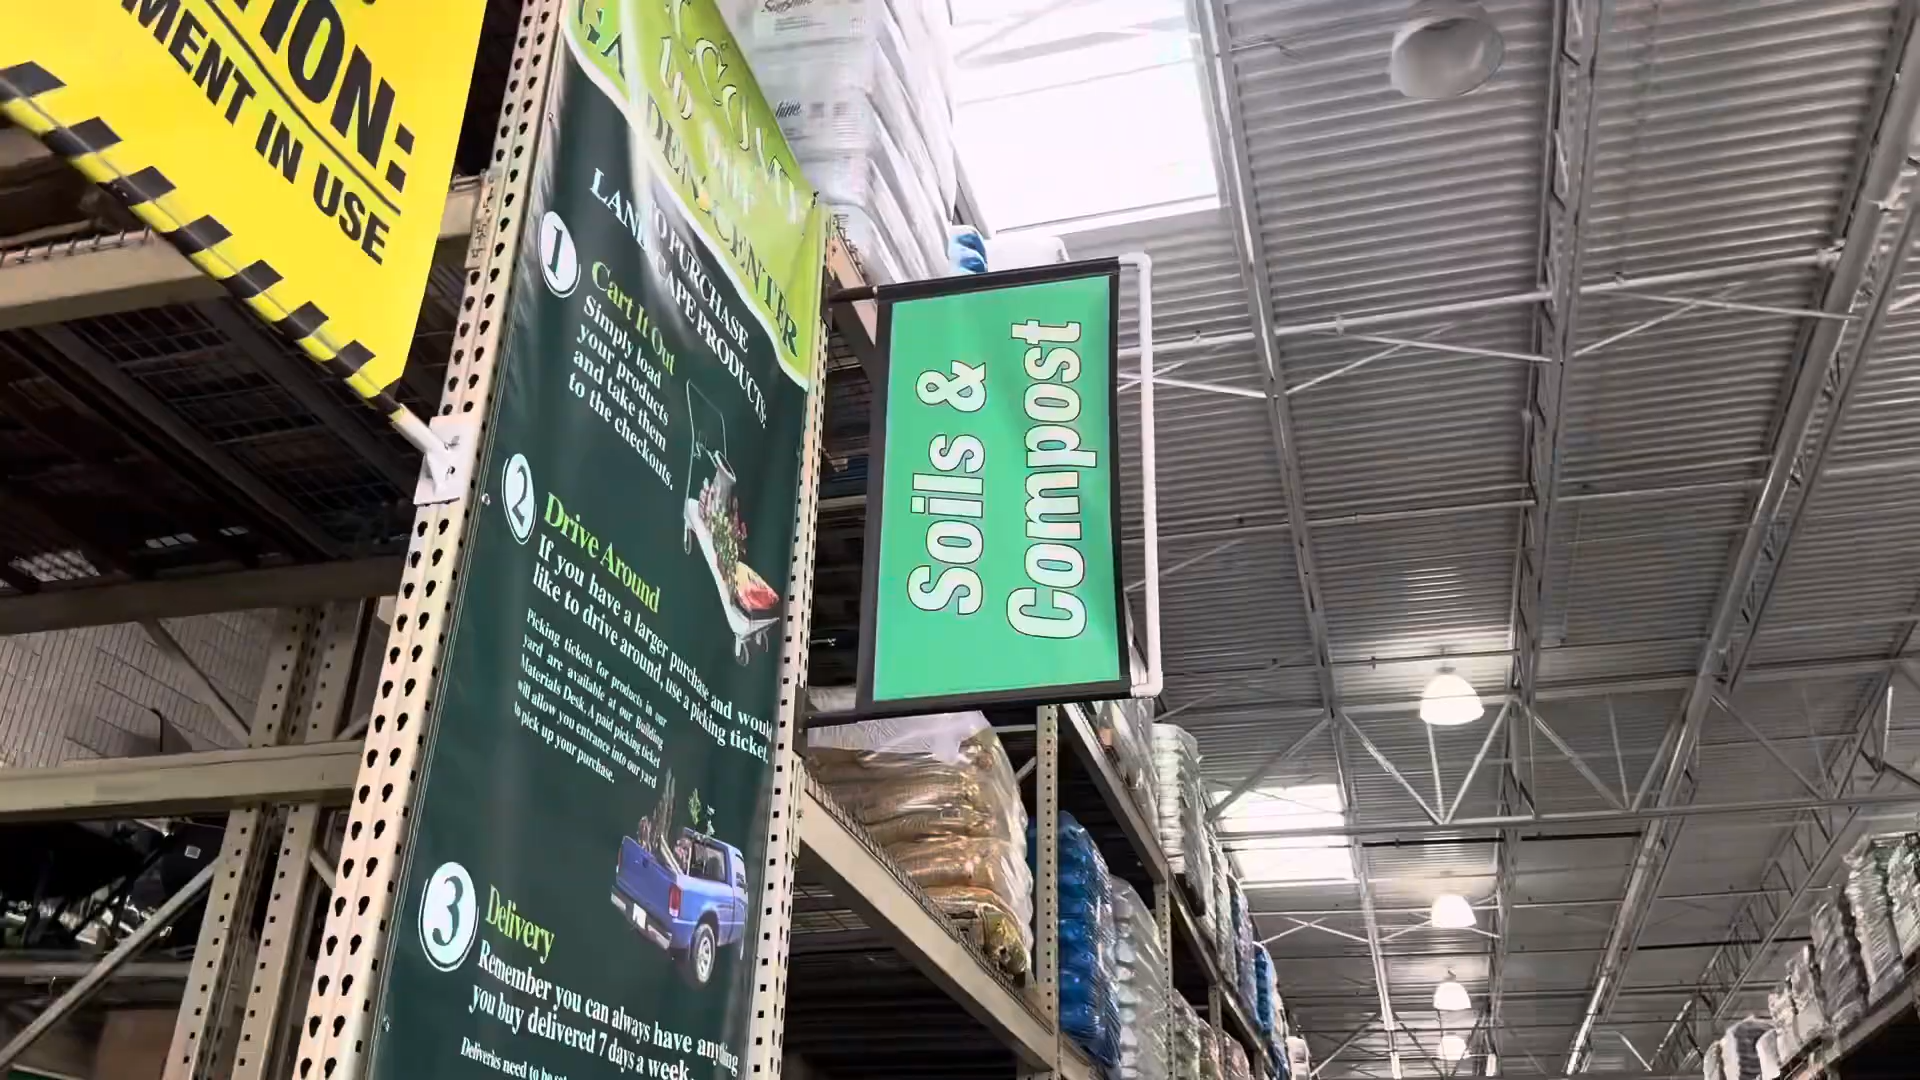 TION:
MENT IN USE
GARDEN CENTER
PURCHASE
PRODUCTS:
1
Cart It Out
Simply load
your products
and take them
to the checkouts.
2
Drive Around
If you have a larger purchase and would
like to drive around, use a picking ticket.
Picking tickets for products in our
yard are available at our Building
Materials Desk. A paid picking ticket
will allow you entrance into our yard
to pick up your purchase.
3
Delivery
Remember you can always have anything
you buy delivered 7 days a week.
Deliveries need to be
Soils &
Compost
Sunshine